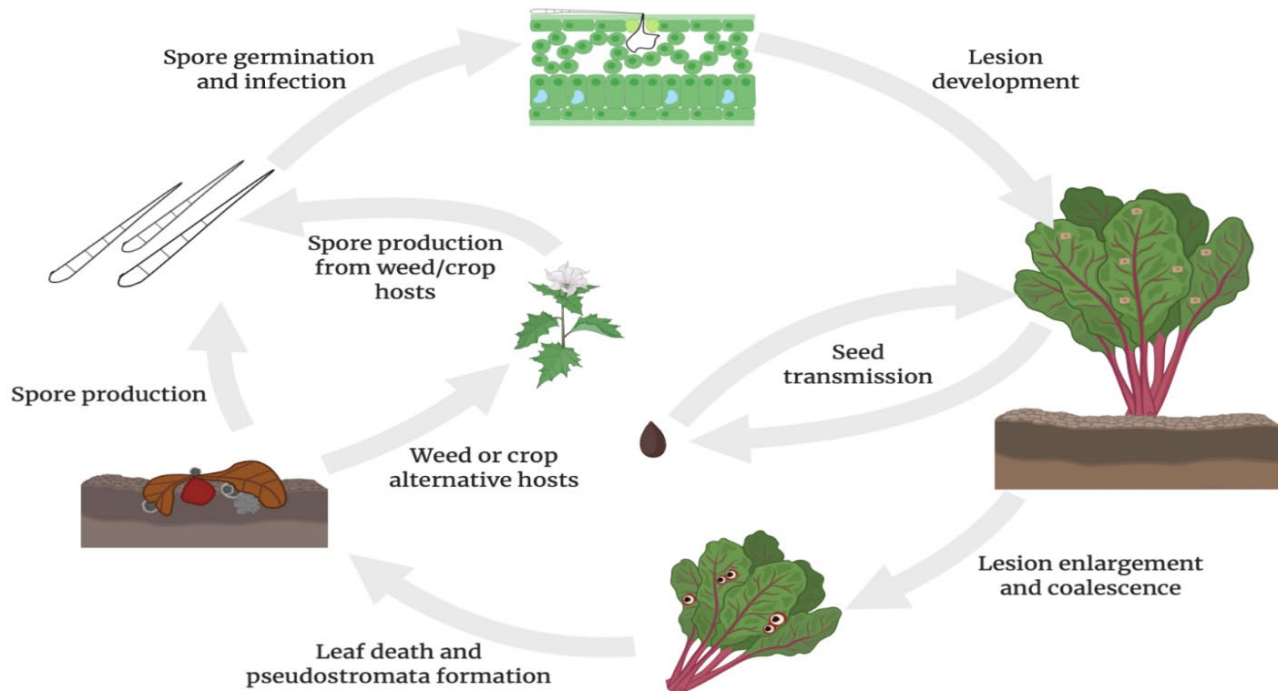 Spore germination
and infection
Lesion
development
Spore production
from weed/crop
hosts
Seed
transmission
Spore production
Weed or crop
alternative hosts
Lesion enlargement
and coalescence
Leaf death and
pseudostromata formation